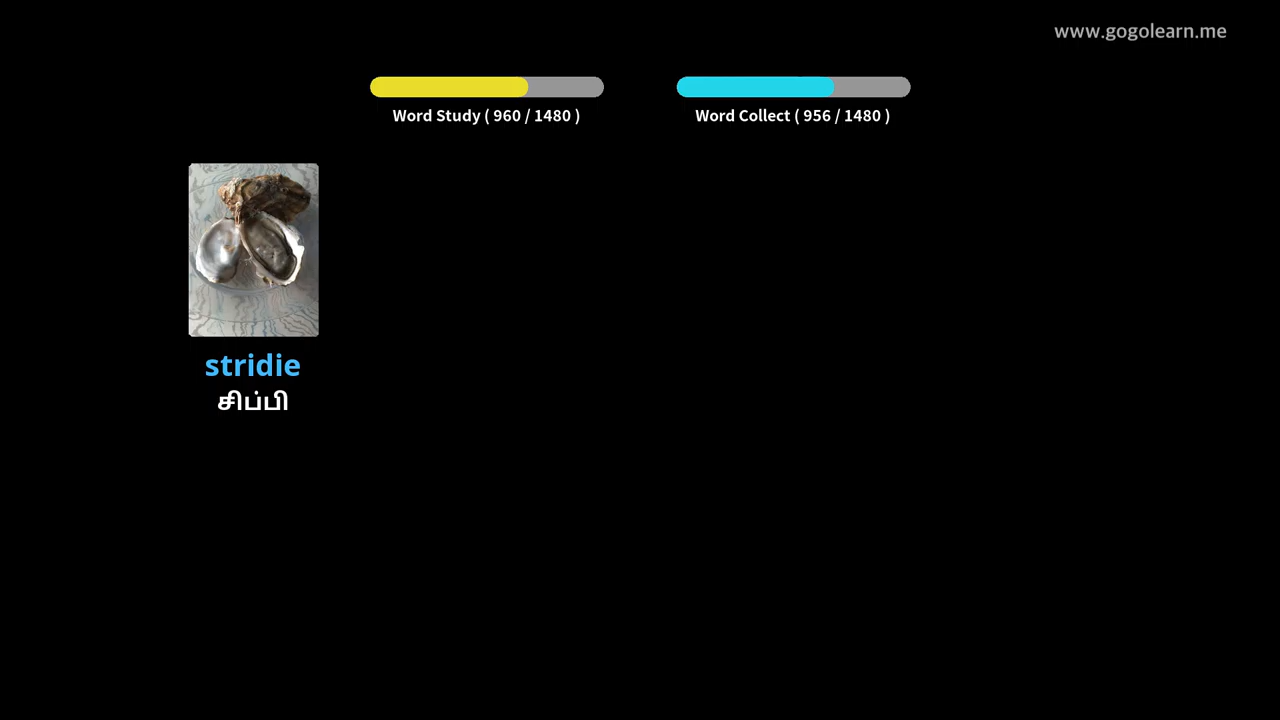 www.gogolearn.me
Word Study ( 960 / 1480 )
Word Collect ( 956 / 1480 )
stridie
சிப்பி